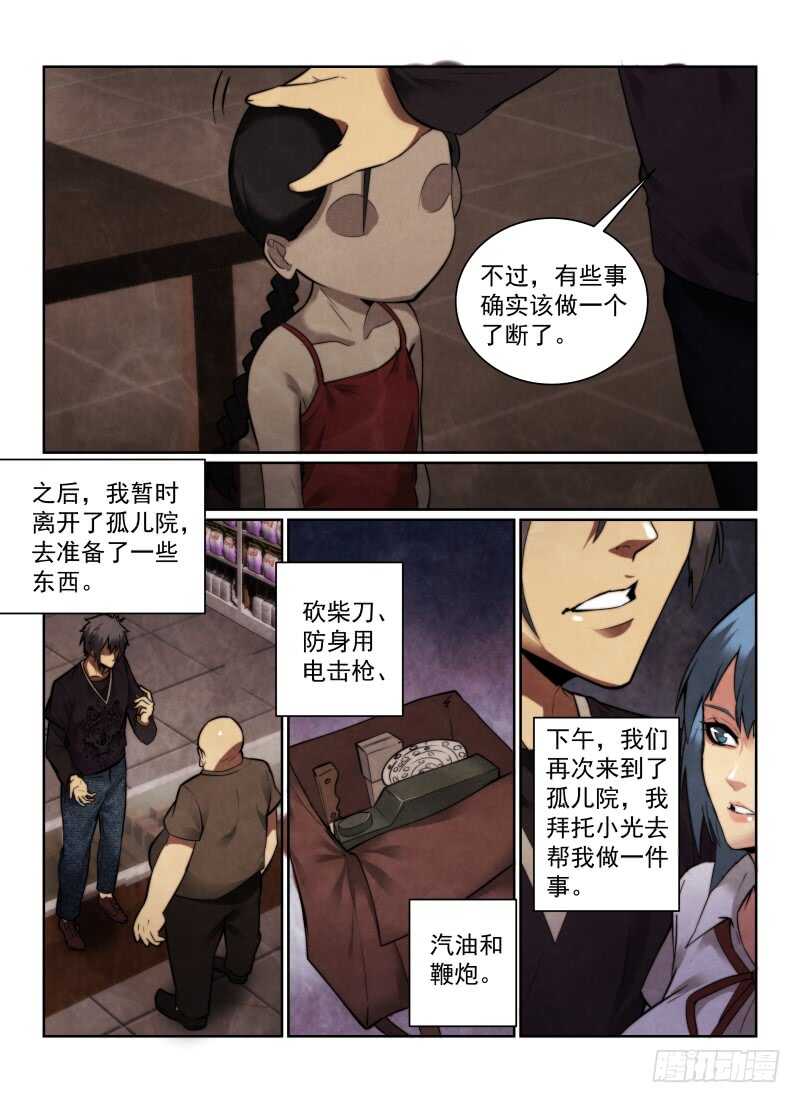 不过，有些事
确实该做一个
了断了。
之后，我暂时
离开了孤儿院，
去准备了一些
东西。
砍柴刀、
防身用
电击枪、
汽油和
鞭炮。
下午，我们
再次来到了
孤儿院，我
拜托小光去
帮我做一件
事。
腾讯动漫